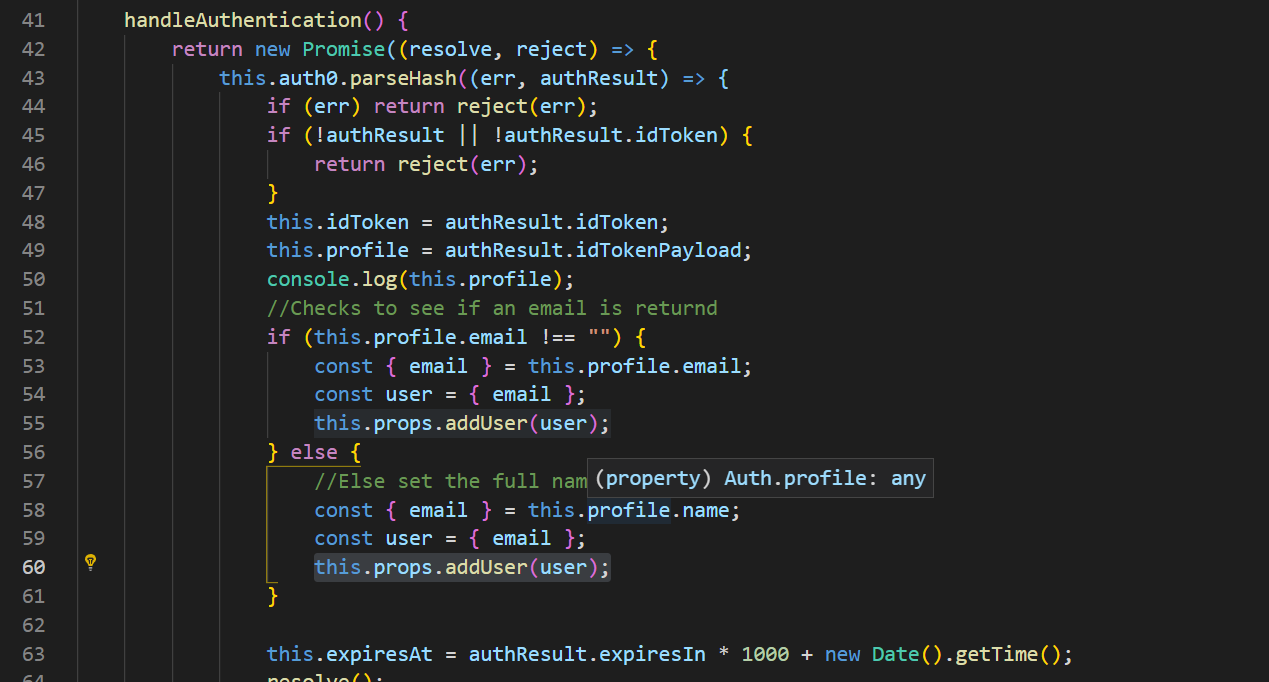 41 handleAuthentication() {
42 return new Promise((resolve, reject) => {
43 this.auth0.parseHash((err, authResult) => {
44 if (err) return reject(err);
45 if (!authResult || !authResult.idToken) {
46 return reject(err);
47 }
48 this.idToken = authResult.idToken;
49 this.profile = authResult.idTokenPayload;
50 console.log(this.profile);
51 //Checks to see if an email is returnd
52 if (this.profile.email !== "") {
53 const { email } = this.profile.email;
54 const user = { email };
55 this.props.addUser(user);
56 } else {
57 //Else set the full nam
(property) Auth.profile: any
58 const { email } = this.profile.name;
59 const user = { email };
60 this.props.addUser(user);
61 }
62
63 this.expiresAt = authResult.expiresIn * 1000 + new Date().getTime();
64 resolve();